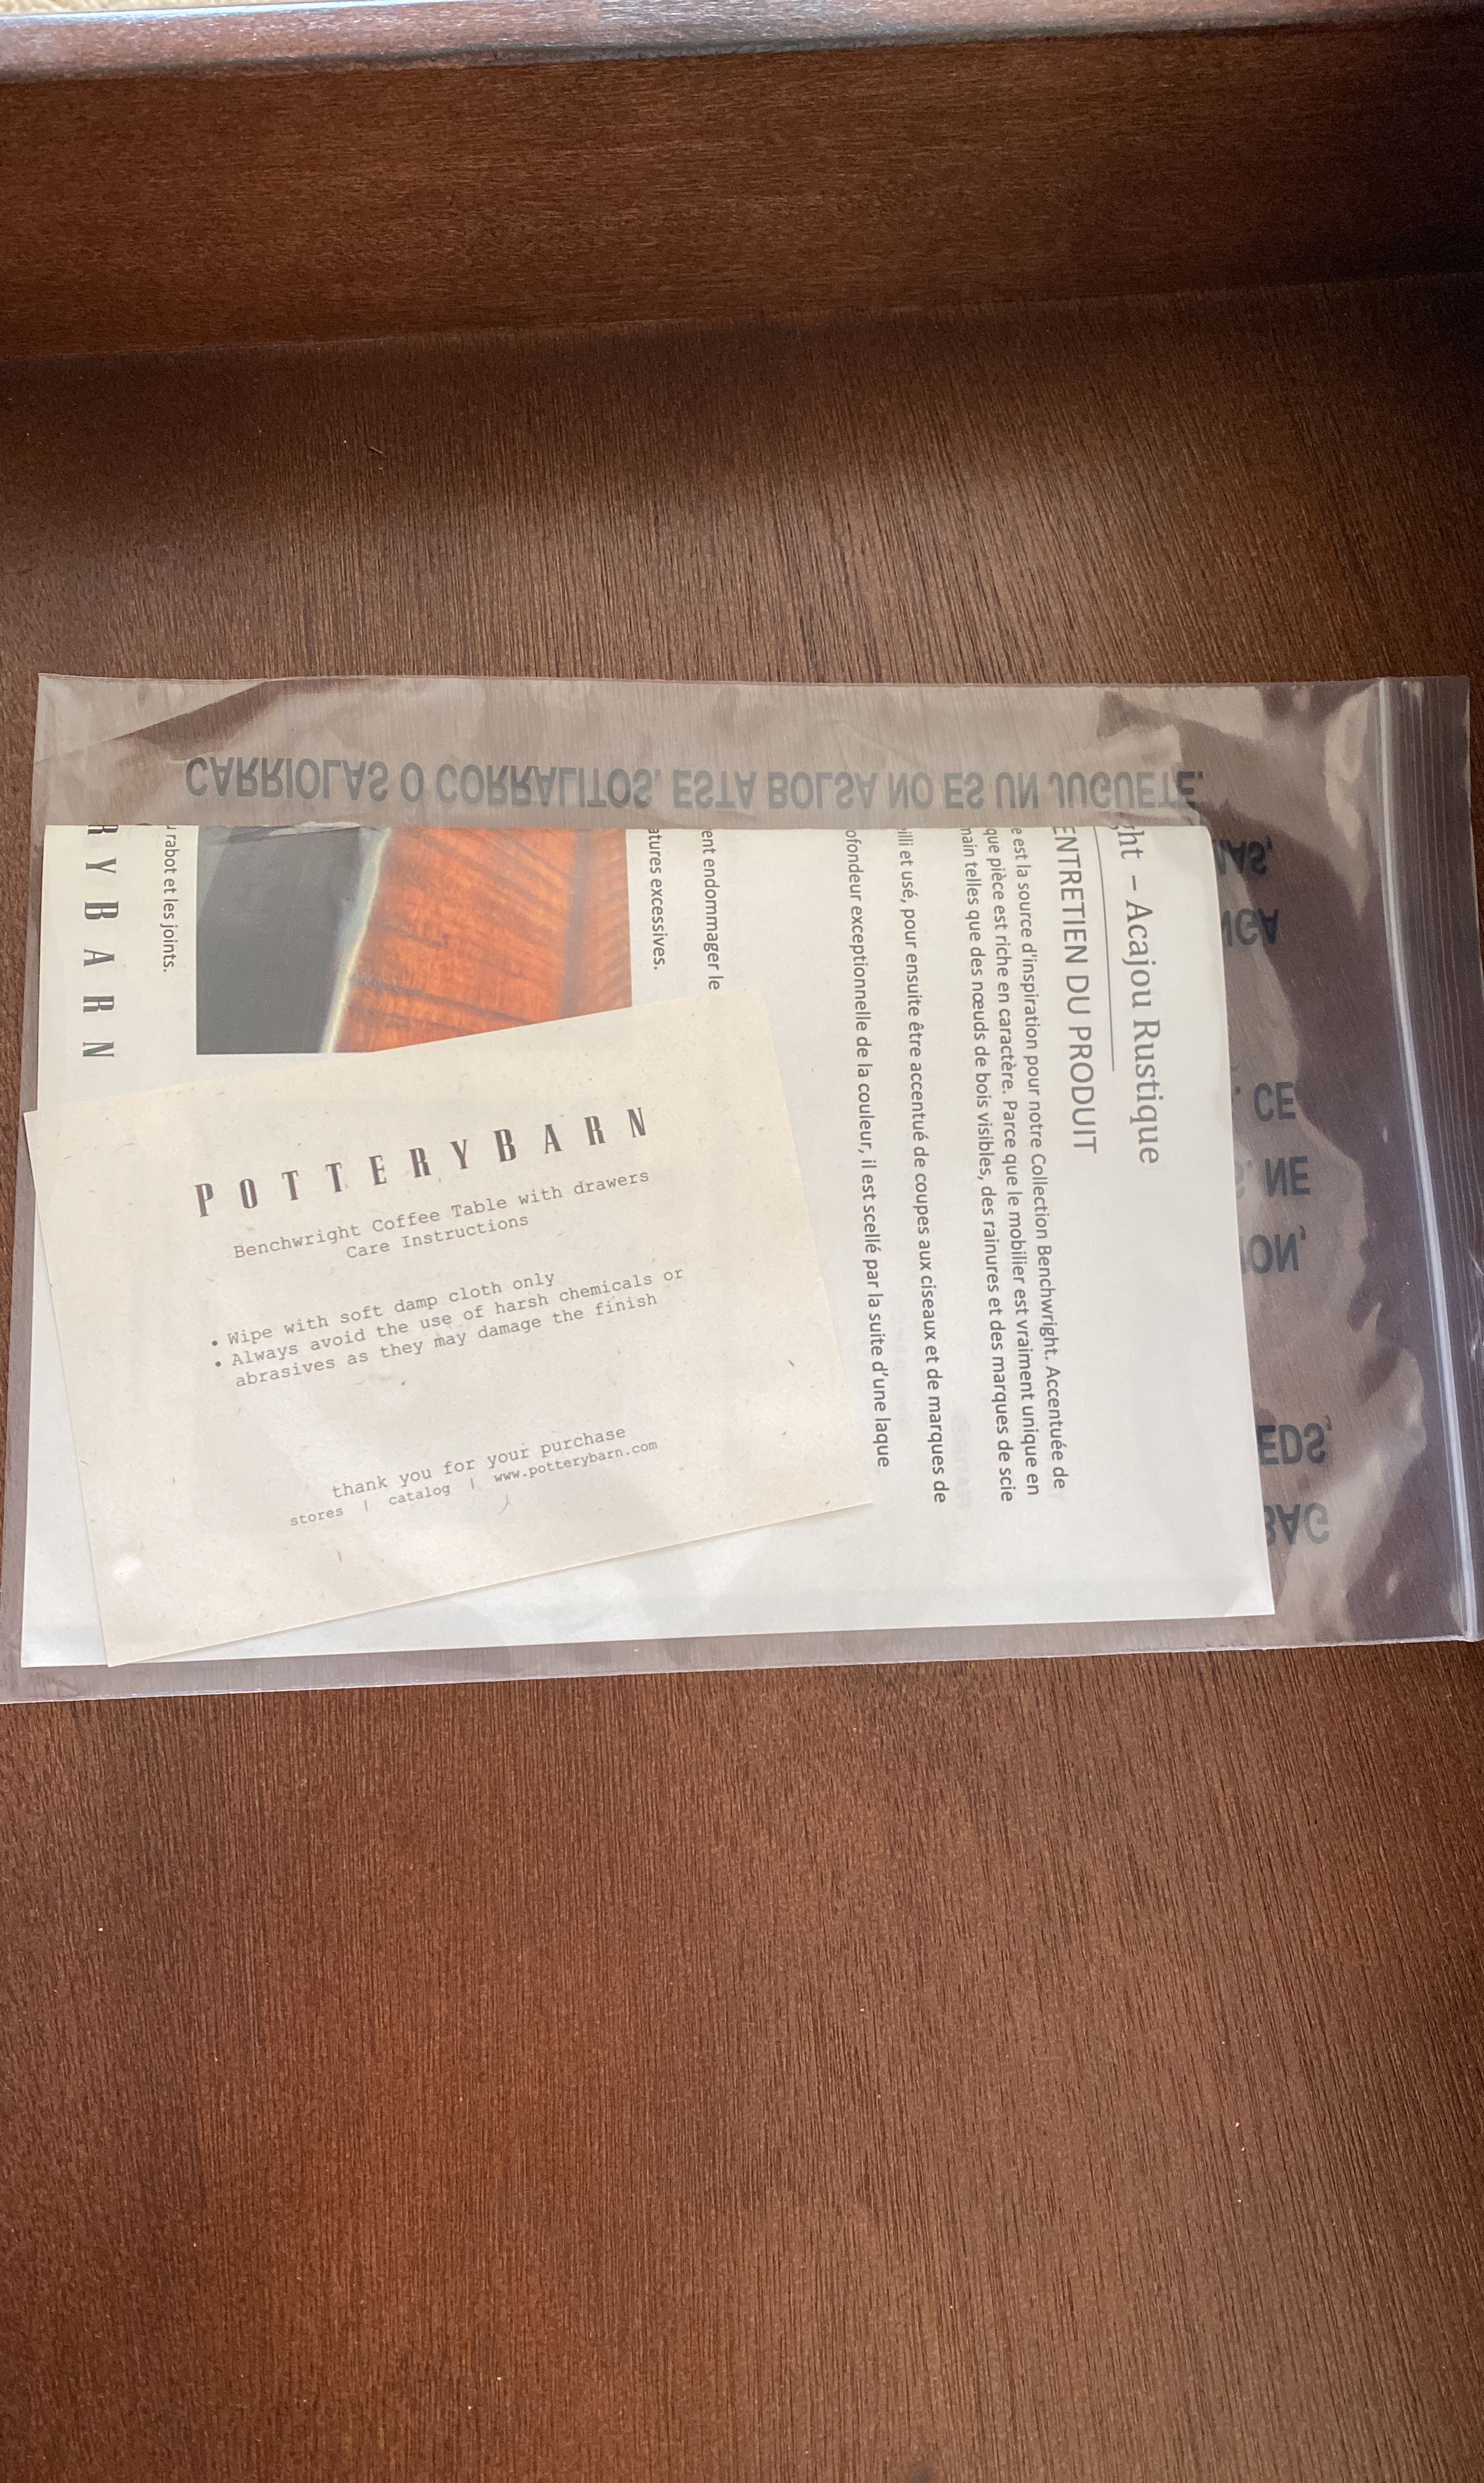 POTTERYBARN
Benchwright Coffee Table with drawers
Care Instructions
• Wipe with soft damp cloth only
• Always avoid the use of harsh chemicals or
abrasives as they may damage the finish
thank you for your purchase
stores | catalog | www.potterybarn.com
– Acajou Rustique
ENTRETIEN DU PRODUIT
est la source d'inspiration pour notre Collection Benchwright. Accentuée de
que pièce est riche en caractère. Parce que le mobilier est vraiment unique en
telles que des nœuds de bois visibles, des rainures et des marques de scie
et usé, pour ensuite être accentué de coupes aux ciseaux et de marques de
exceptionnelle de la couleur, il est scellé par la suite d'une laque
endommager le
excessives.
rabot et les joints.
RYBARN
CARRIOLAS O CORRALITOS. ESTA BOLSA NO ES UN JUGUETE.
CE
NE
BAG